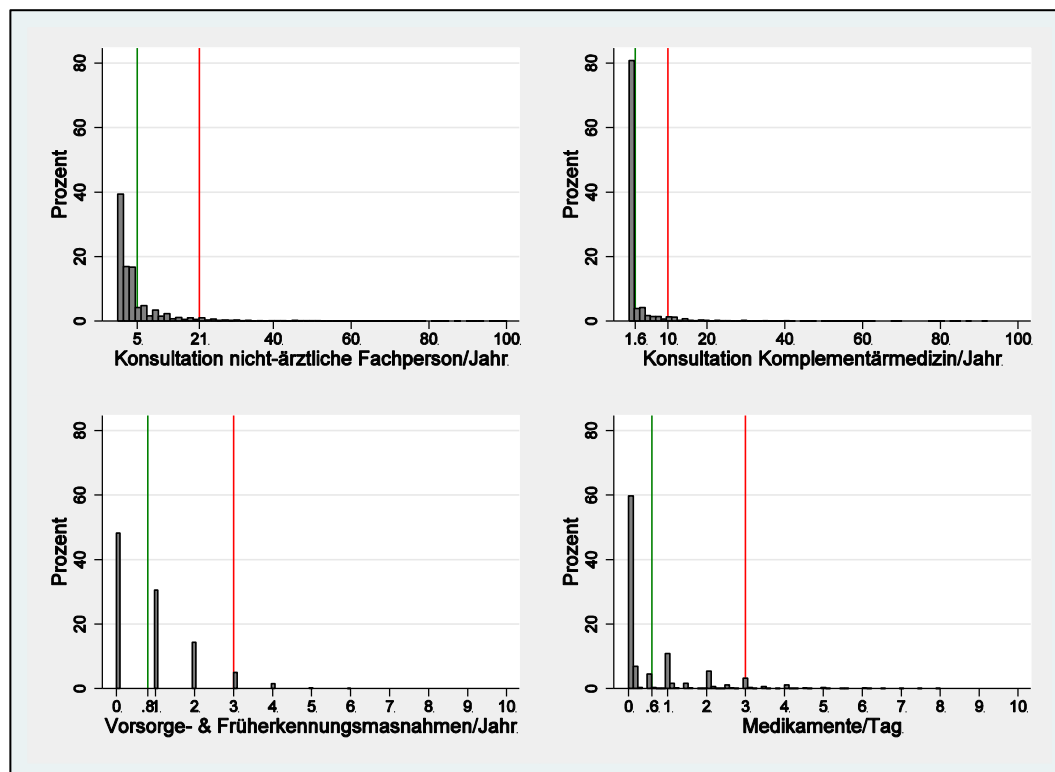 Prozent
80
60
40
20
0
5. 21. 40. 60. 80. 100.
Konsultation nicht-ärztliche Fachperson/Jahr.
Prozent
80
60
40
20
0
1.6. 10. 20. 40. 60. 80. 100.
Konsultation Komplementärmedizin/Jahr.
Prozent
80
60
40
20
0
0. .8. 1. 2. 3. 4. 5. 6. 7. 8. 9. 10.
Vorsorge- & Früherkennungsmasnahmen/Jahr.
Prozent
80
60
40
20
0
0. .6. 1. 2. 3. 4. 5. 6. 7. 8. 9. 10.
Medikamente/Tag.